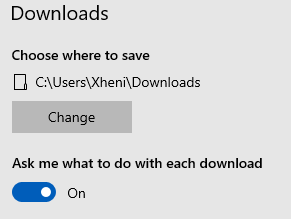 Downloads
Choose where to save
C:\Users\Xheni\Downloads
Change
Ask me what to do with each download
On